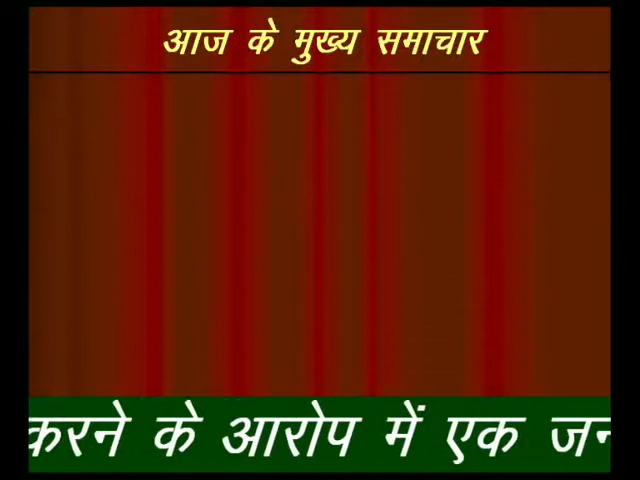 आज के मुख्य समाचार
करने के आरोप में एक